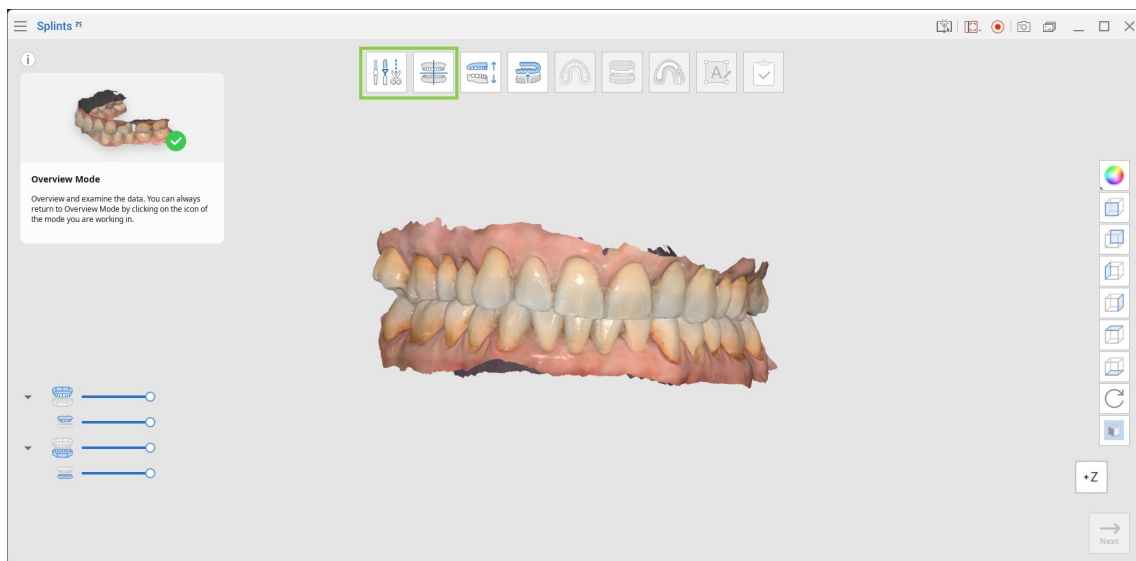 Splints
i
Overview Mode
Overview and examine the data. You can always
return to Overview Mode by clicking on the icon of
the mode you are working in.
A
+Z
Next